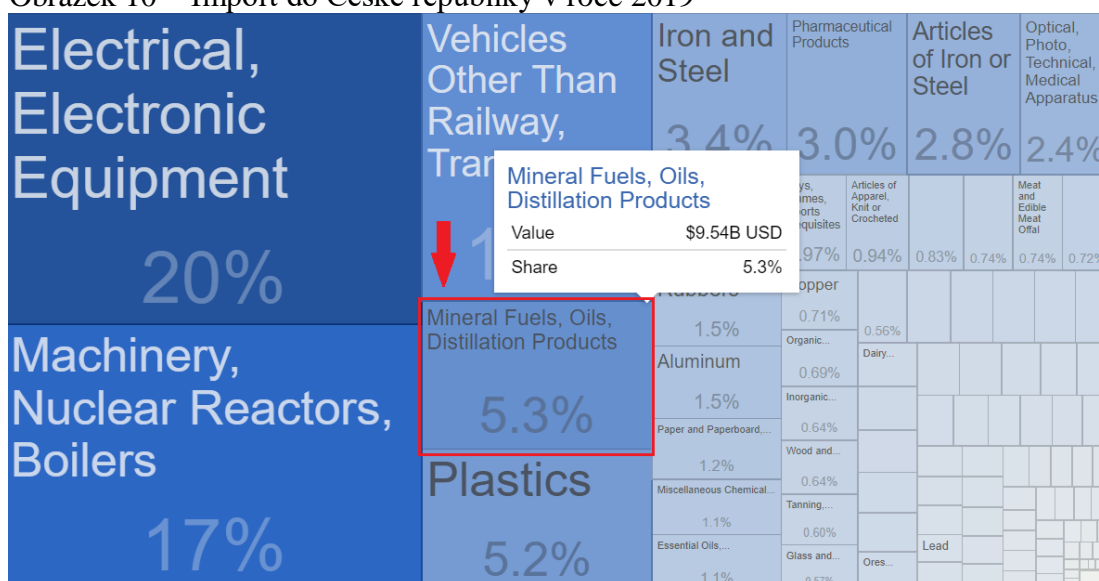 Obrázek 10 – Import do České republiky v roce 2019
Electrical,
Electronic
Equipment
20%
Machinery,
Nuclear Reactors,
Boilers
17%
Vehicles
Other Than
Railway,
Mineral Fuels, Oils,
Distillation Products
Value $9.54B USD
Share 5.3%
Mineral Fuels, Oils,
Distillation Products
5.3%
Plastics
5.2%
Iron and
Steel
3.4%
Pharmaceutical
Products
3.0%
Articles
of Iron or
Steel
2.8%
Optical,
Photo,
Technical,
Medical
Apparatus
2.4%
Articles of
Apparel,
Knit or
Crocheted
0.94%
0.83%
0.74%
Meat
and
Edible
Meat
Offal
0.74%
0.72%
1.5%
Aluminum
1.5%
Paper and Paperboard,...
1.2%
Miscellaneous Chemical...
1.1%
Essential Oils,...
1.1%
0.71%
Organic...
0.69%
Inorganic...
0.64%
Wood and...
0.64%
Tanning,...
0.60%
Glass and...
0.57%
0.56%
Dairy...
Ores...
Lead